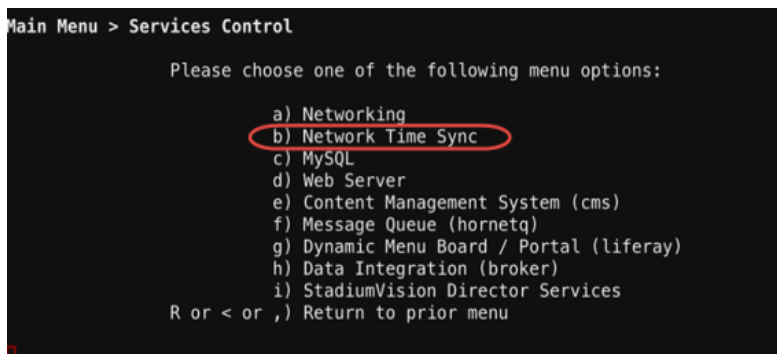 Main Menu > Services Control
Please choose one of the following menu options:
a) Networking
b) Network Time Sync
c) MySQL
d) Web Server
e) Content Management System (cms)
f) Message Queue (hornetq)
g) Dynamic Menu Board / Portal (liferay)
h) Data Integration (broker)
i) StadiumVision Director Services
R or < or ,) Return to prior menu